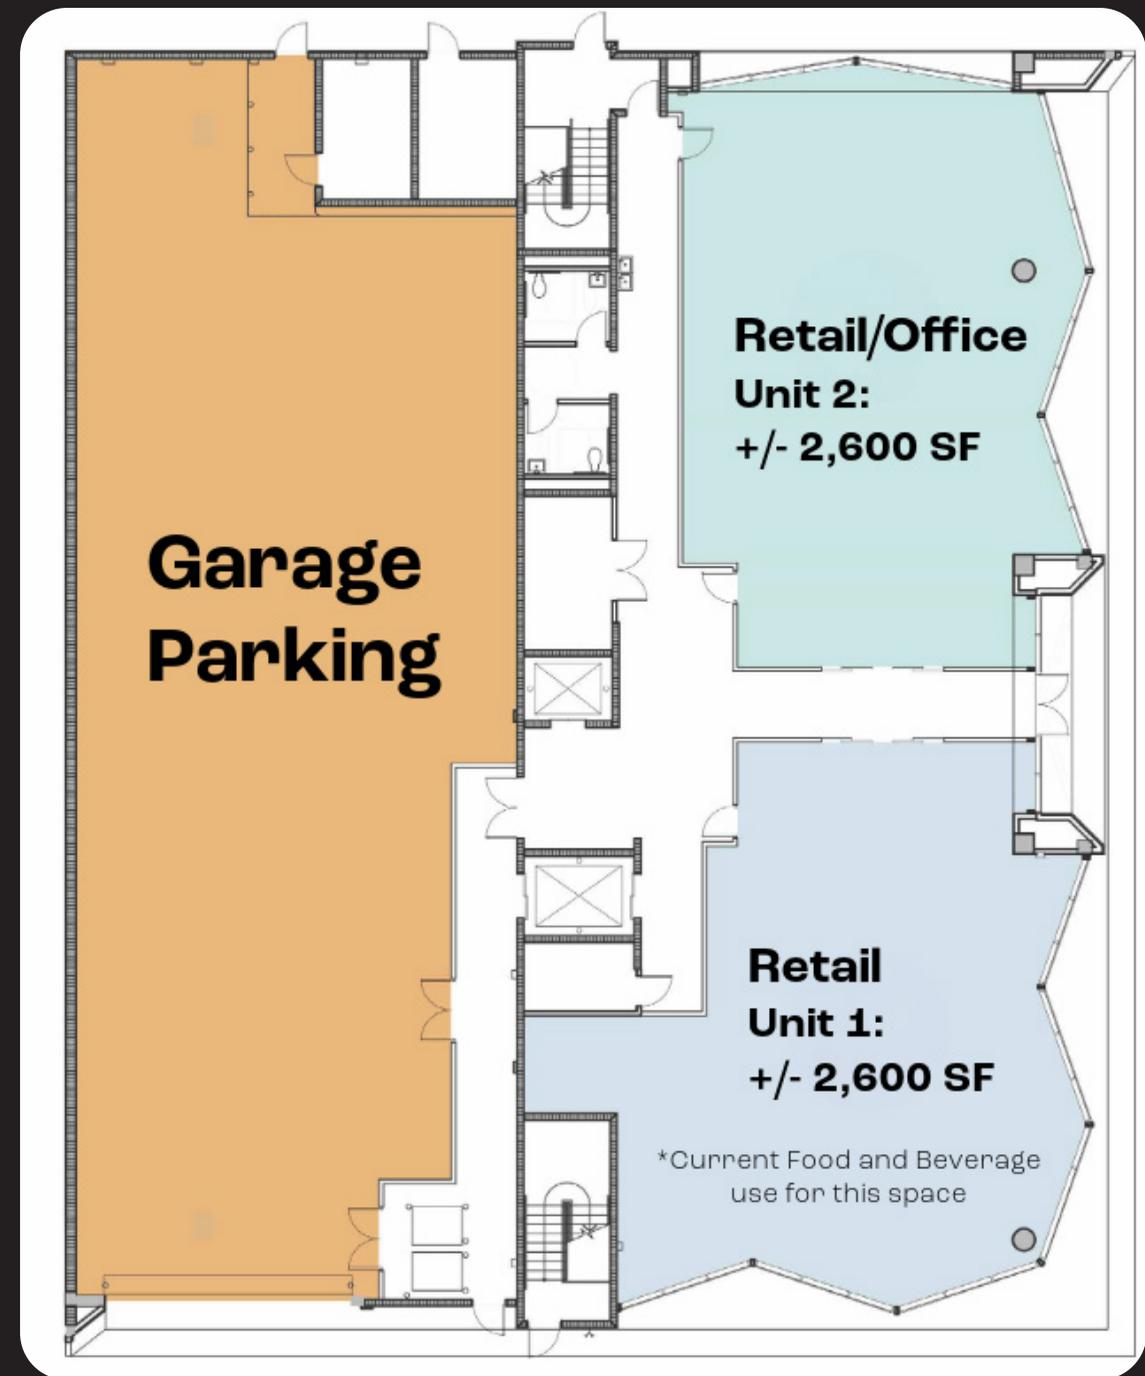 Garage
Parking
Retail/Office
Unit 2:
+/- 2,600 SF
Retail
Unit 1:
+/- 2,600 SF
*Current Food and Beverage
use for this space